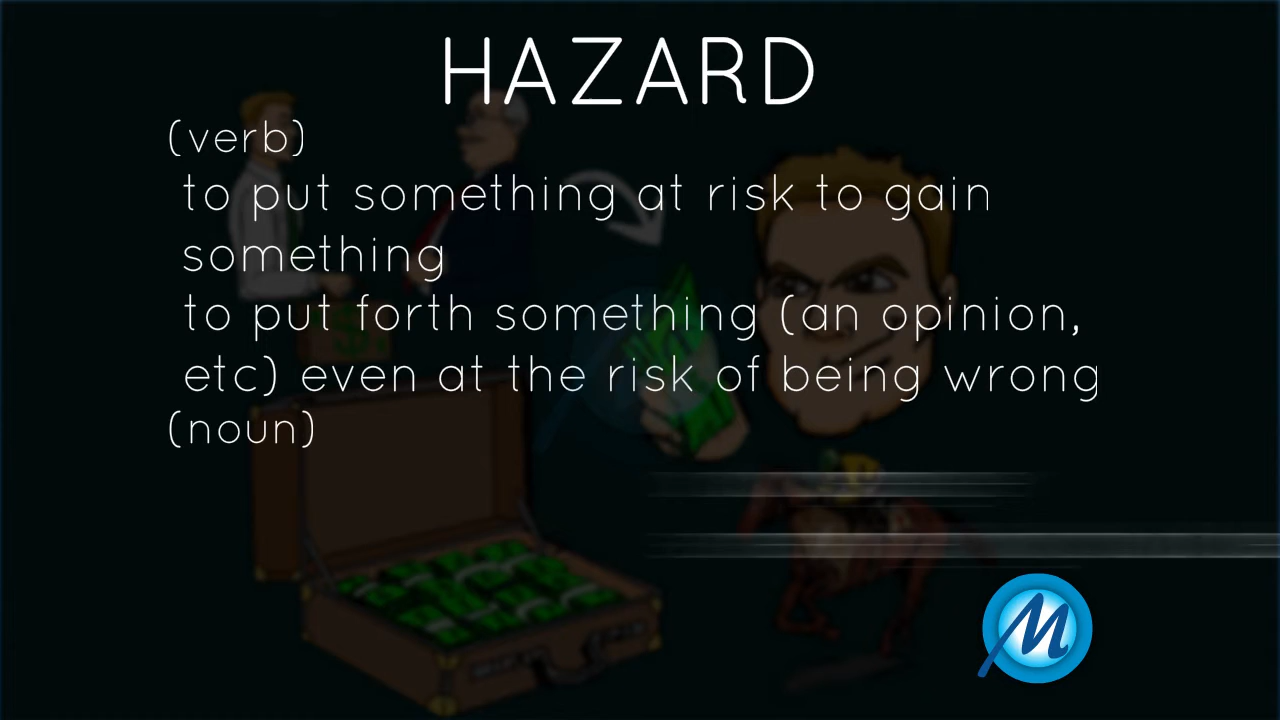 HAZARD
(verb)
to put something at risk to gain
something
to put forth something (an opinion,
etc) even at the risk of being wrong
(noun)
M